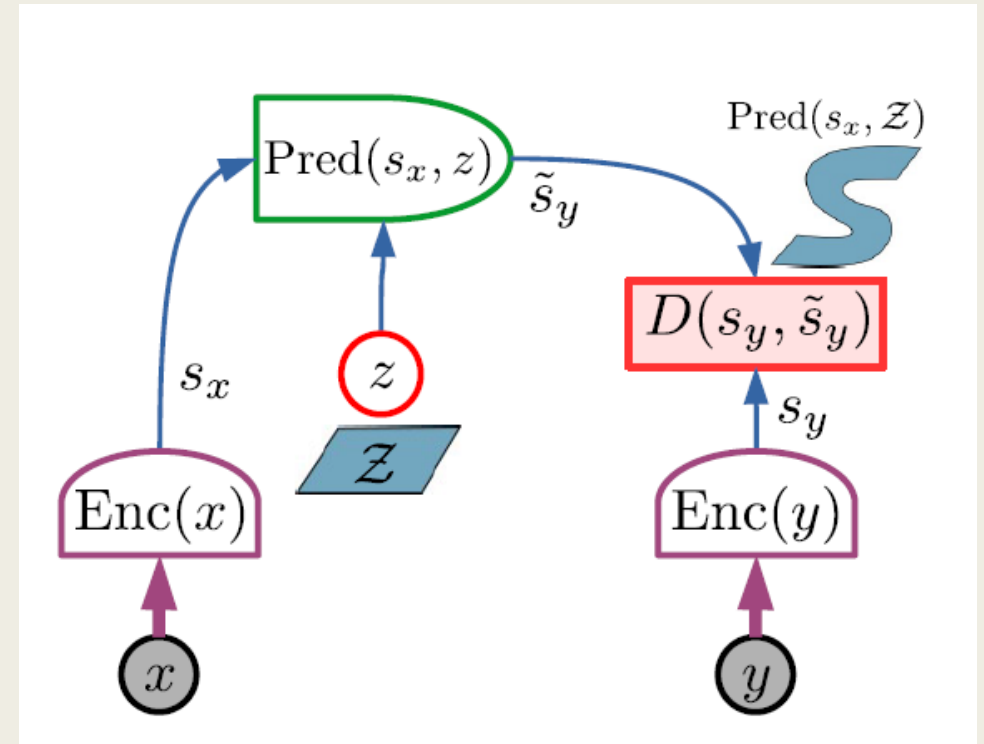 Pred(s_x, 𝒵)
Pred(s_x, z)
s̃_y
D(s_y, s̃_y)
s_x
z
s_y
𝒵
Enc(x)
Enc(y)
x
y